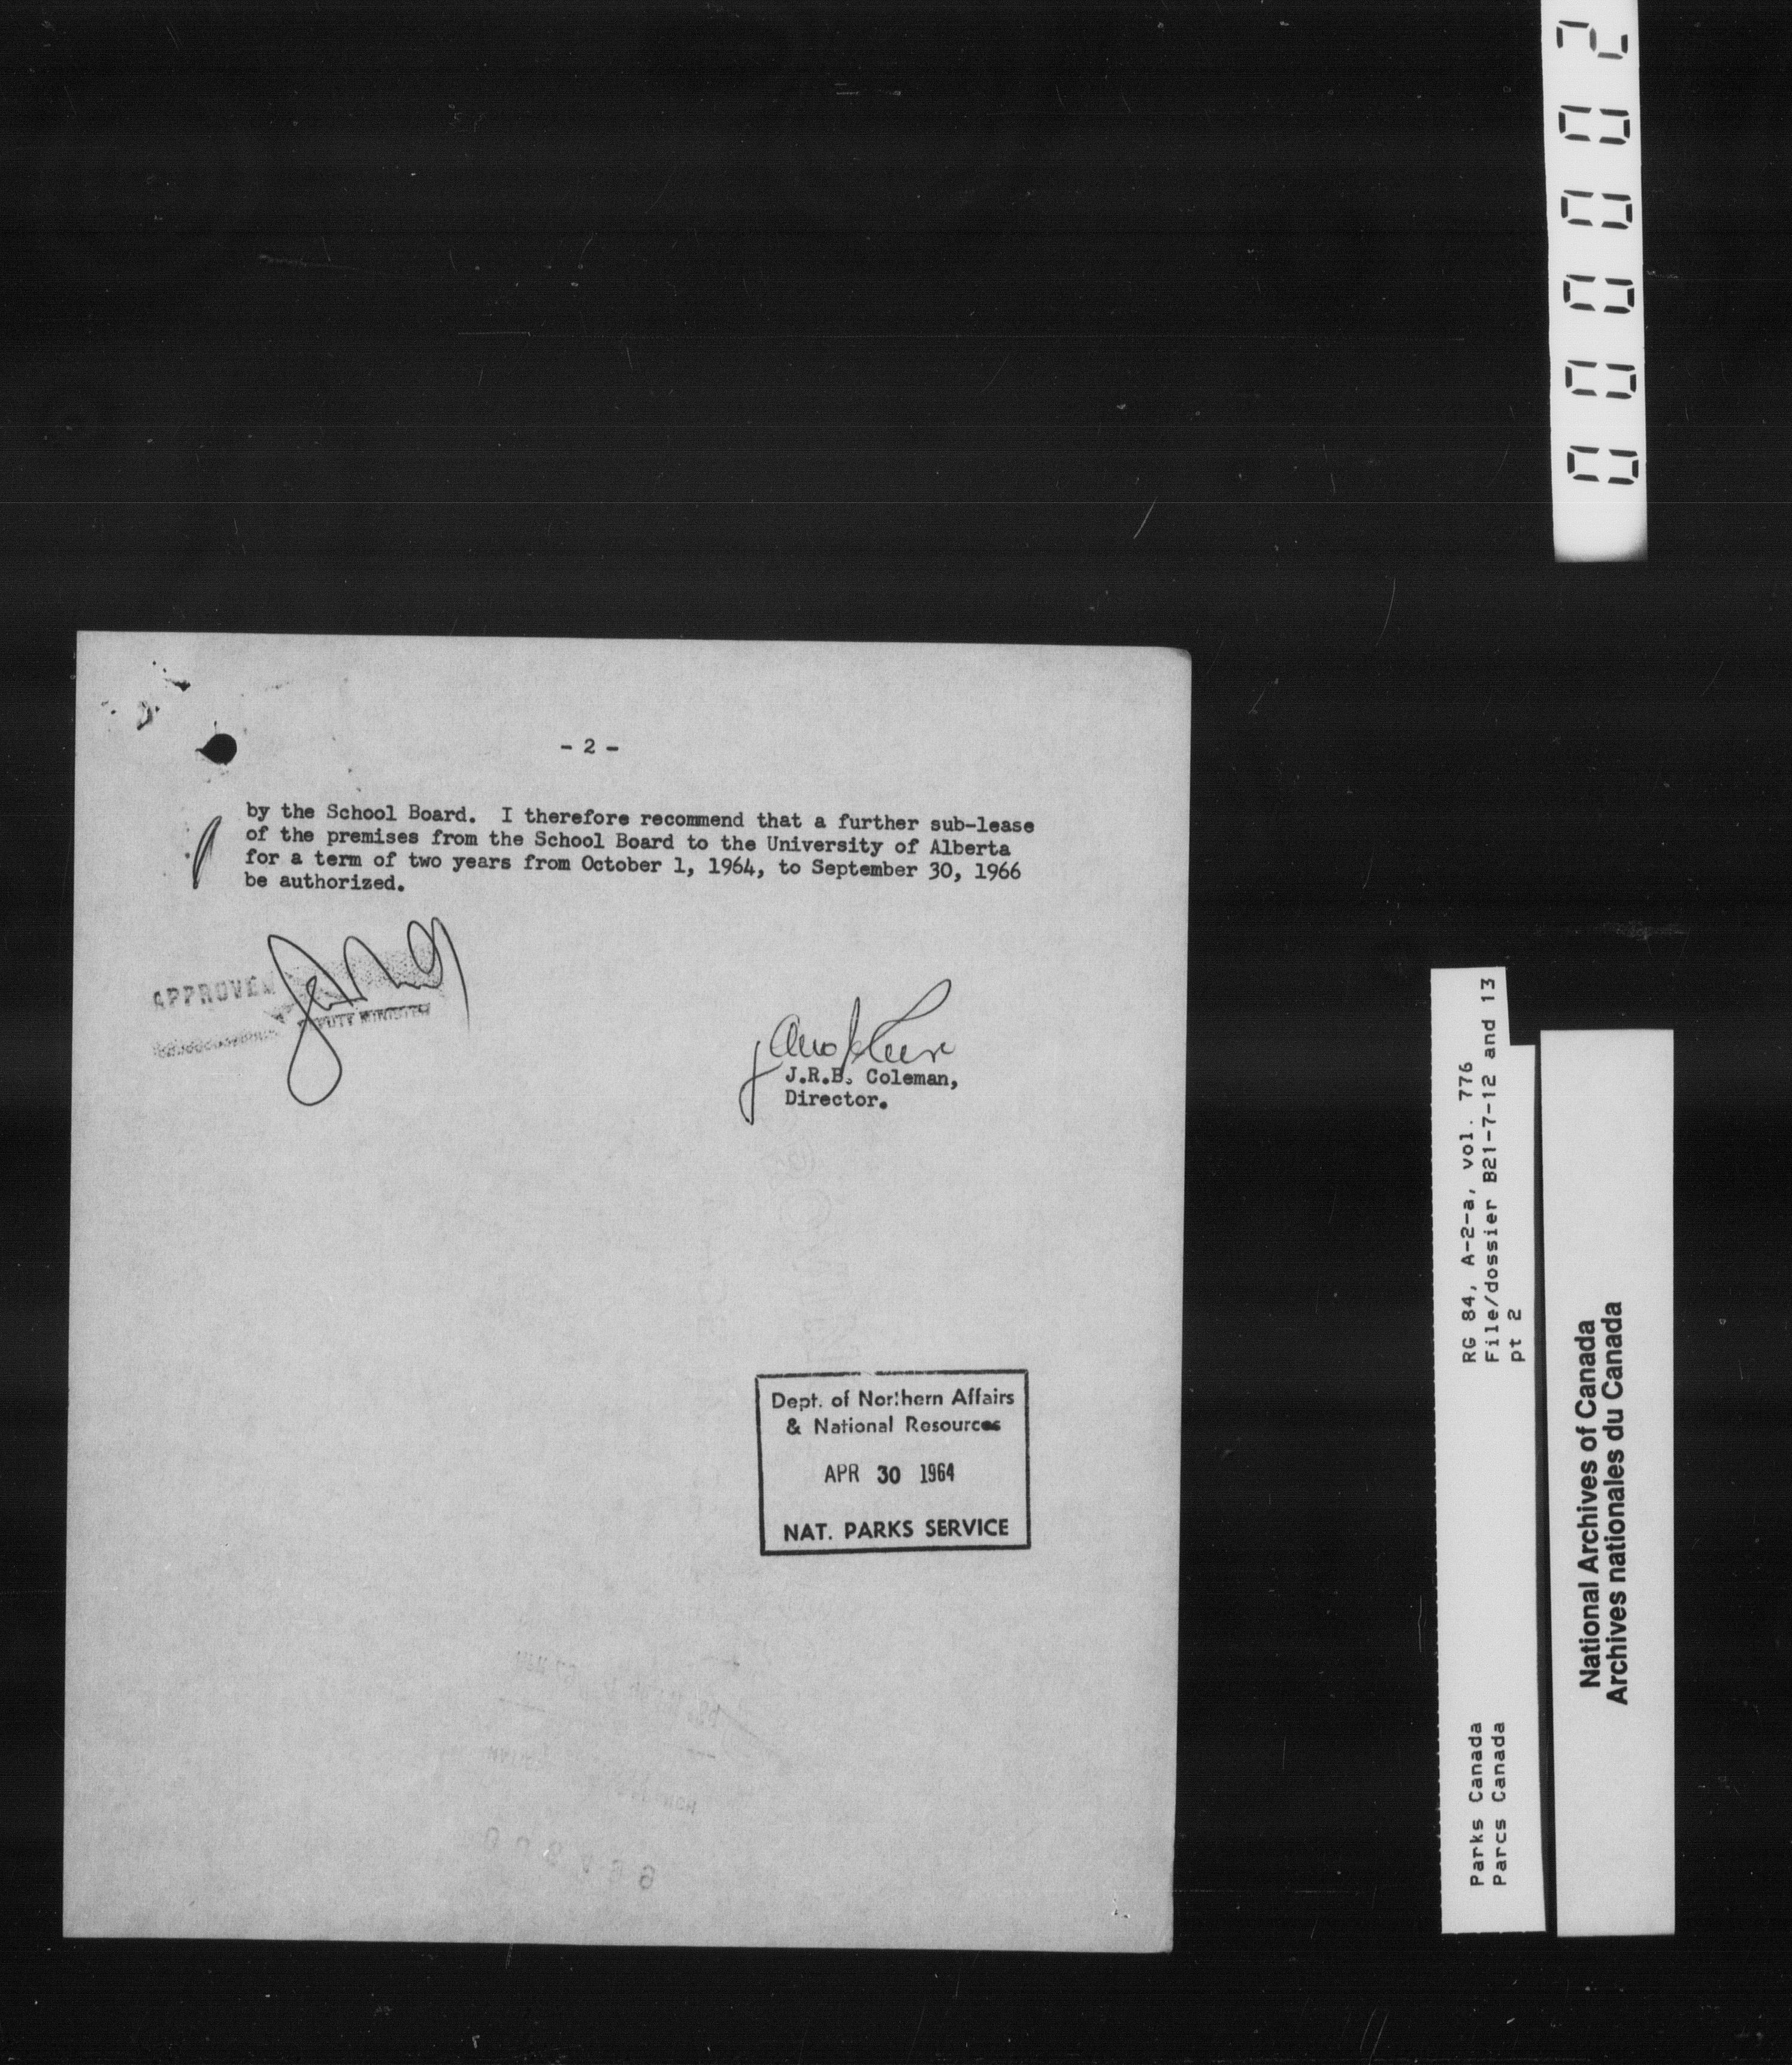 - 2 -
by the School Board. I therefore recommend that a further sub-lease
of the premises from the School Board to the University of Alberta
for a term of two years from October 1, 1964, to September 30, 1966
be authorized.
APPROVED
DEPUTY MINISTER
J.R.B. Coleman,
Director.
Dept. of Northern Affairs
& National Resources
APR 30 1964
NAT. PARKS SERVICE
000002
RG 84, A-2-a, vol. 776
File/dossier B21-7-12 and 13
pt 2
Parks Canada
Parcs Canada
National Archives of Canada
Archives nationales du Canada